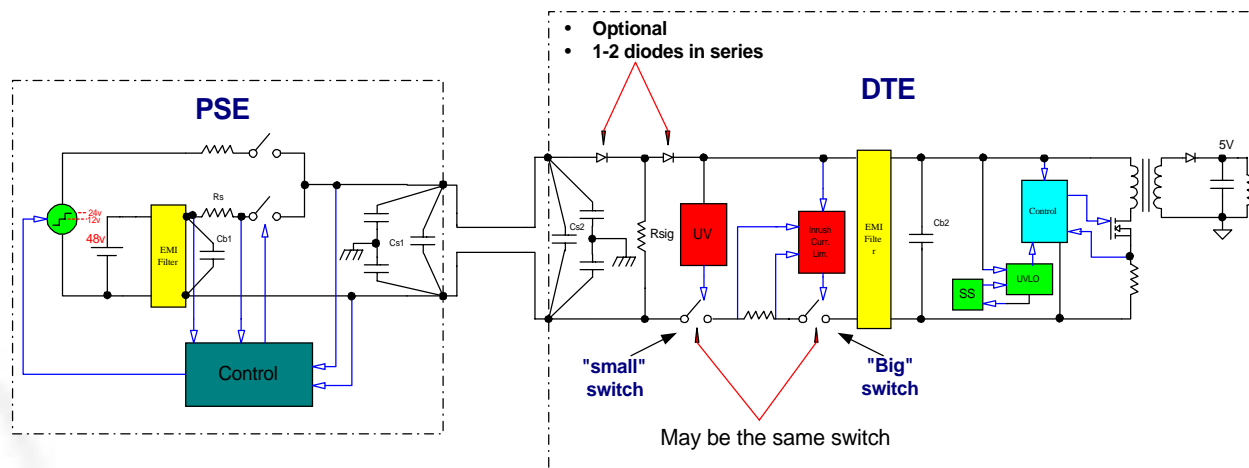 • Optional
• 1-2 diodes in series
PSE
DTE
Rs
24v
12v
48v
EMI
Filter
Cb1
Cs1
Control
Cs2
Rsig
UV
Inrush
Curr.
Lim.
EMI
Filte
r
Cb2
Control
SS
UVLO
5V
"small"
switch
"Big"
switch
May be the same switch